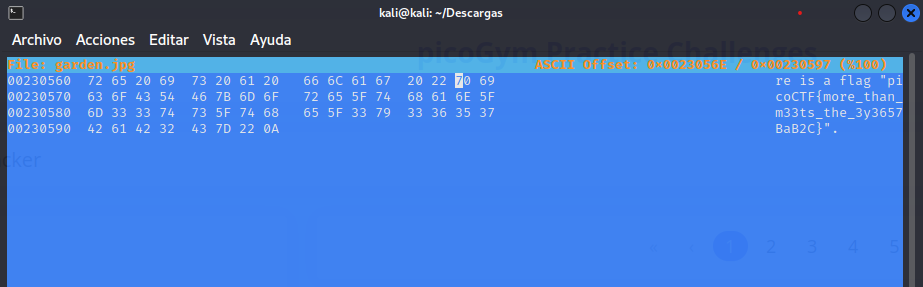 kali@kali: ~/Descargas
Archivo Acciones Editar Vista Ayuda
picoGym Practice Challenges
File: garden.jpg ASCII Offset: 0×0023056E / 0×00230597 (%100)
00230560 72 65 20 69 73 20 61 20 66 6C 61 67 20 22 70 69 re is a flag "pi
00230570 63 6F 43 54 46 7B 6D 6F 72 65 5F 74 68 61 6E 5F coCTF{more_than_
00230580 6D 33 33 74 73 5F 74 68 65 5F 33 79 33 36 35 37 m33ts_the_3y3657
00230590 42 61 42 32 43 7D 22 0A BaB2C}".
cker
1 2 3 4 5